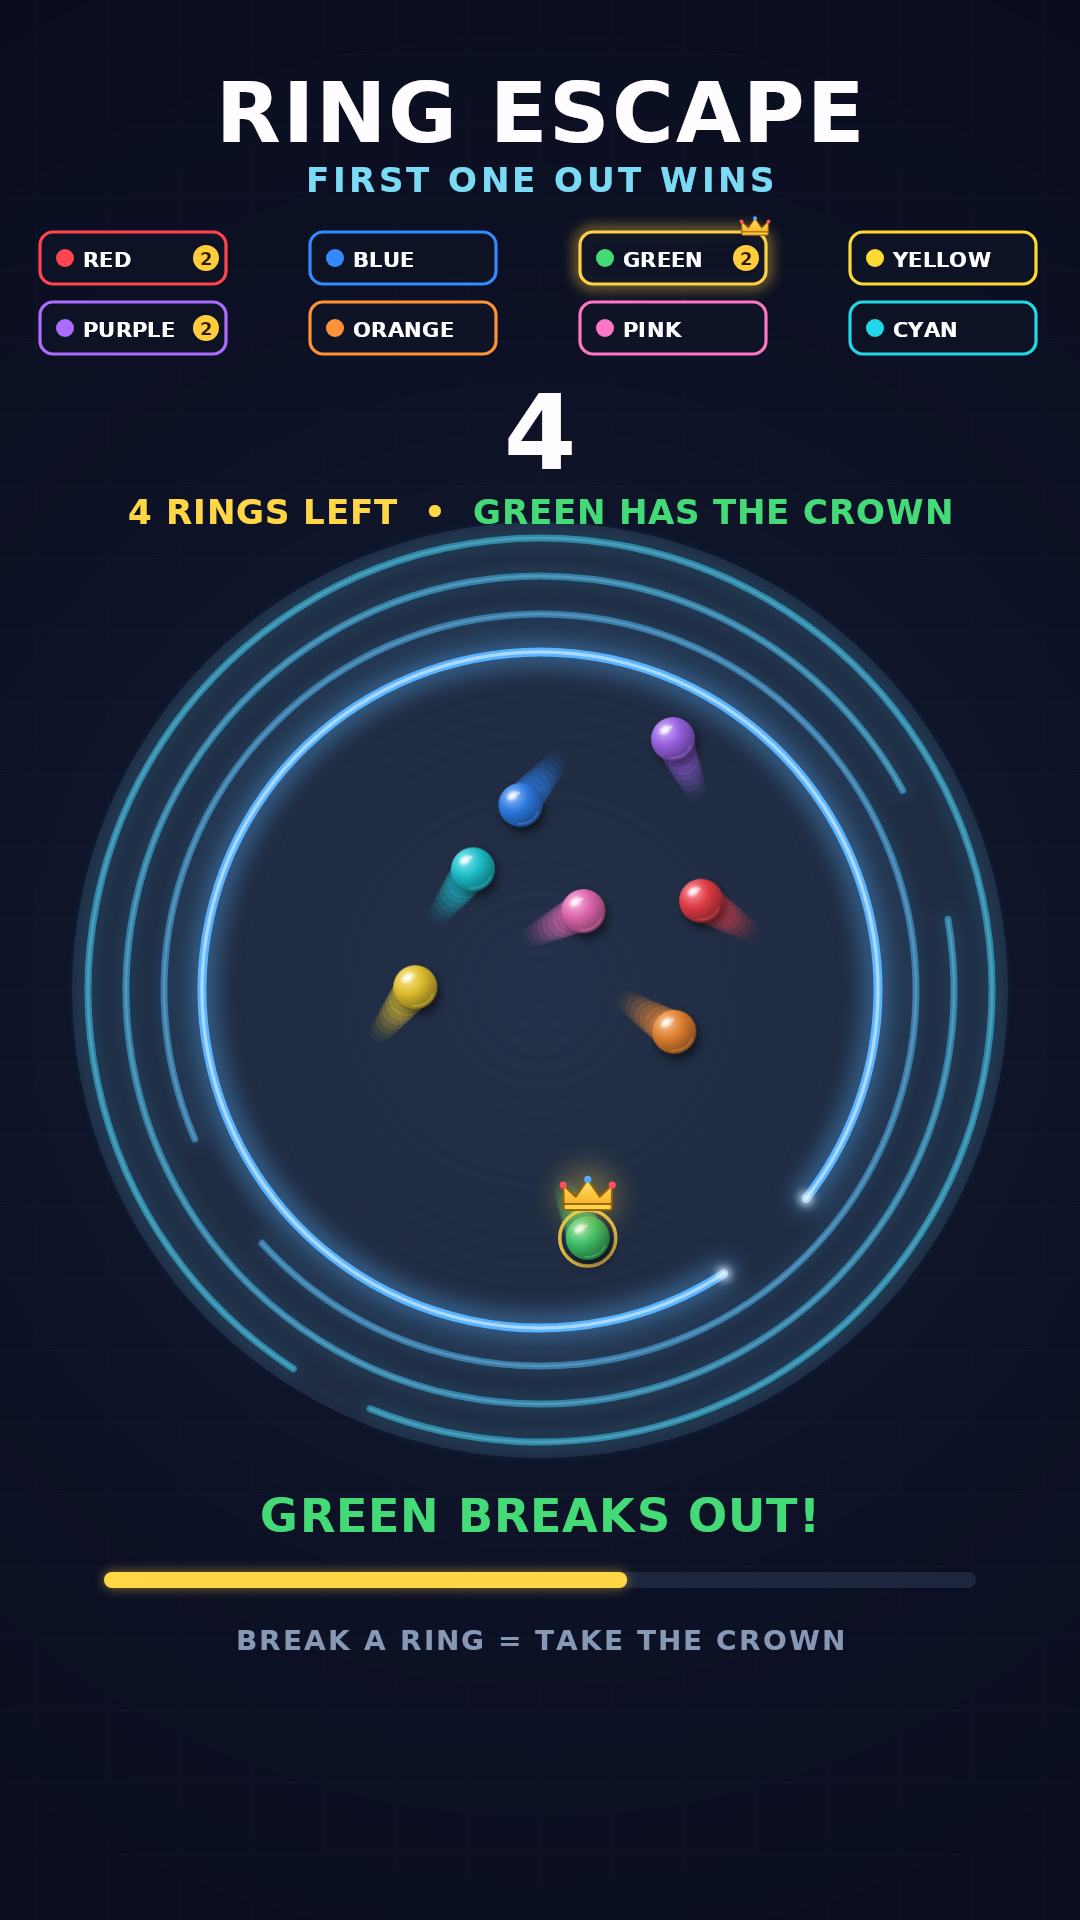 RING ESCAPE
FIRST ONE OUT WINS
RED 2 BLUE GREEN 2 YELLOW
PURPLE 2 ORANGE PINK CYAN
4
4 RINGS LEFT • GREEN HAS THE CROWN
GREEN BREAKS OUT!
BREAK A RING = TAKE THE CROWN